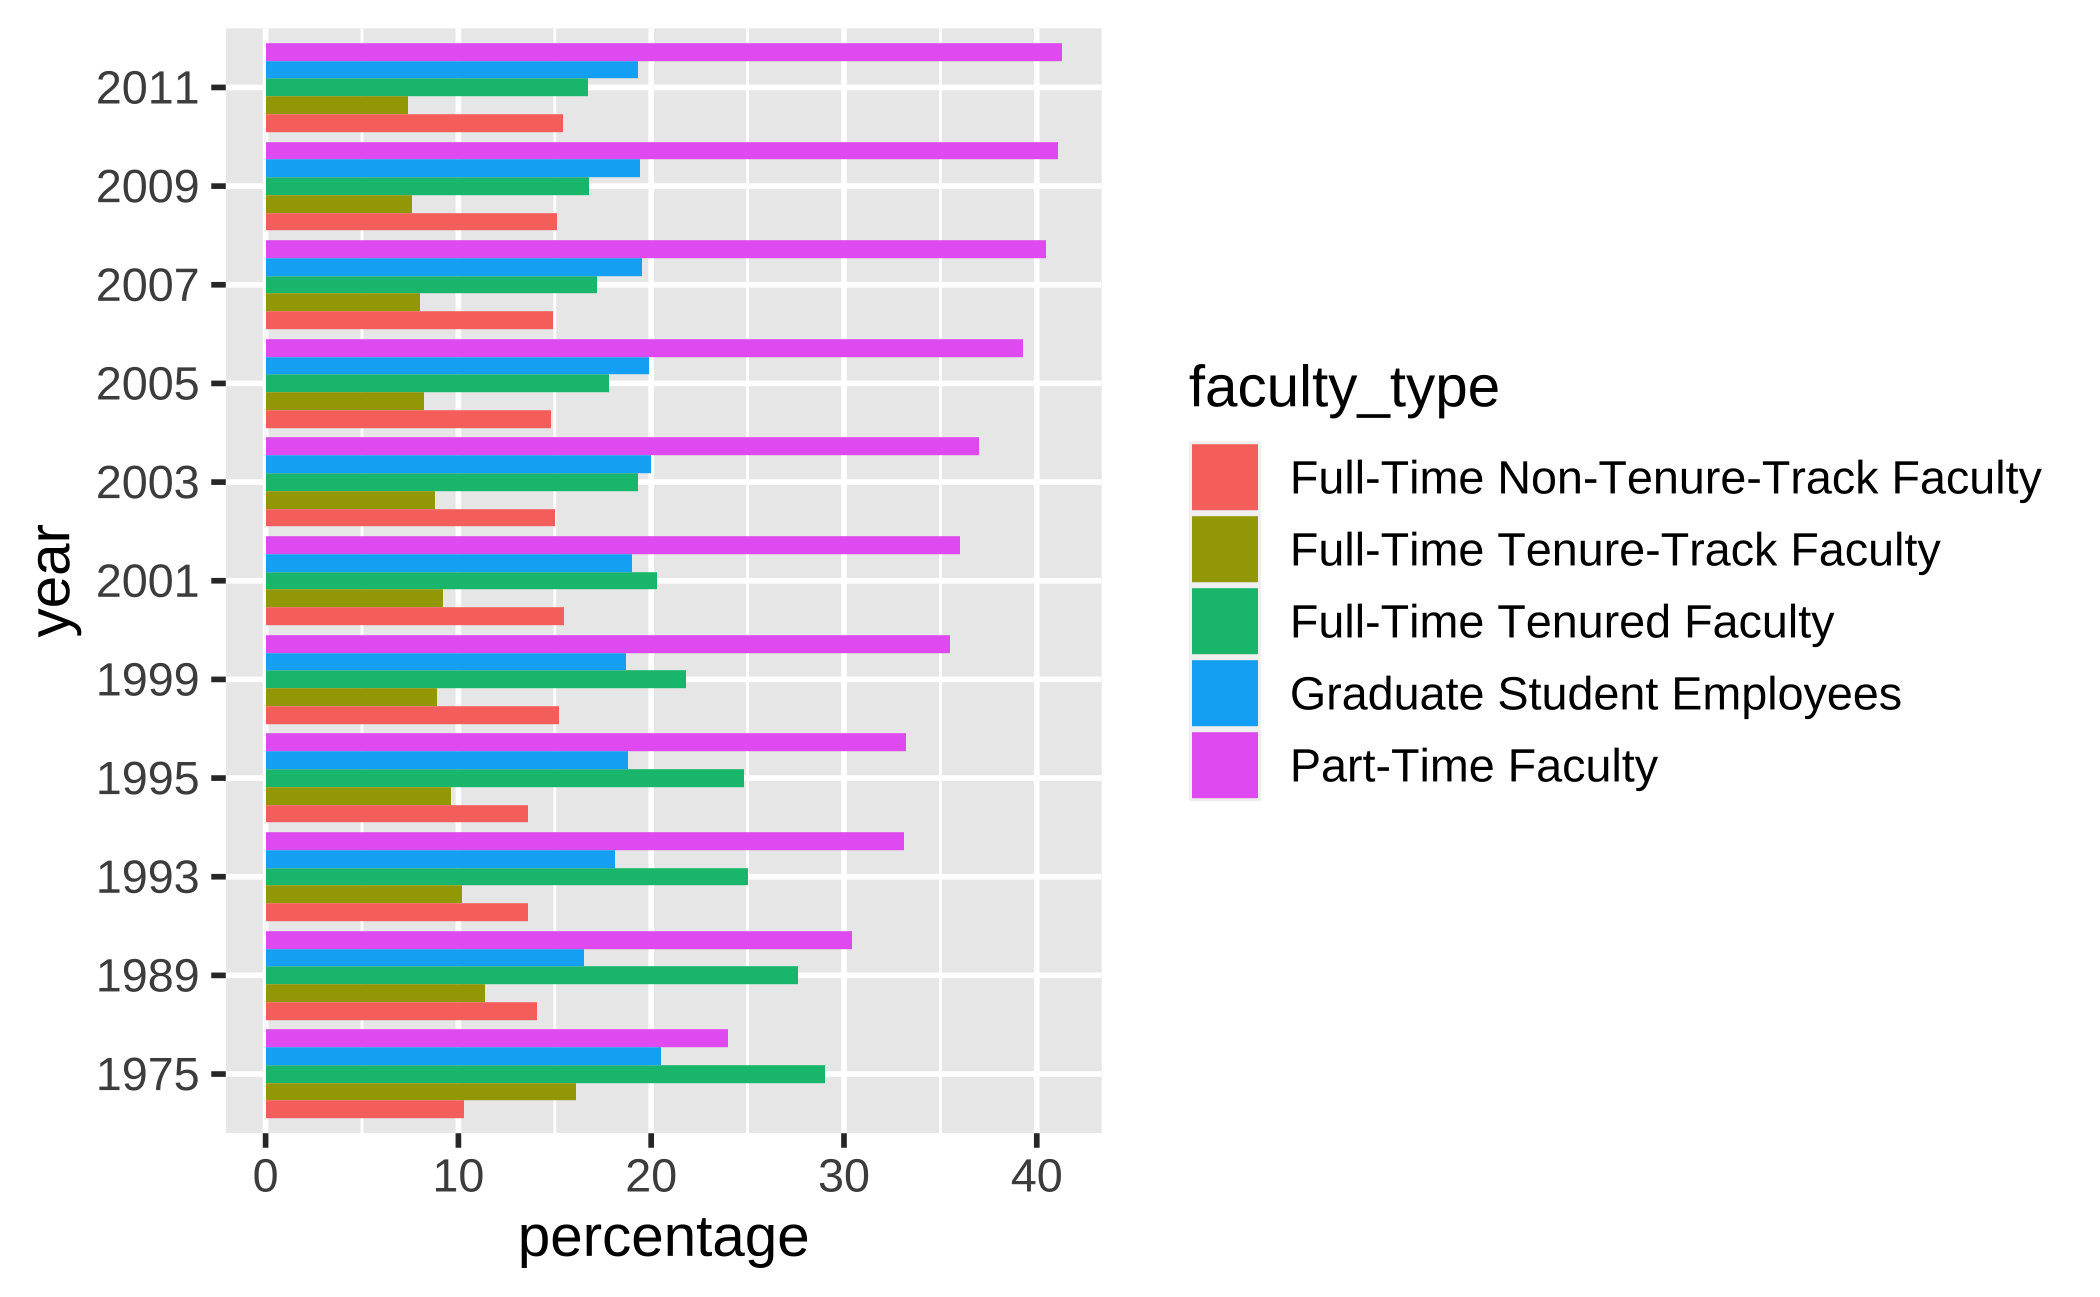 2011
2009
2007
2005
2003
2001
1999
1995
1993
1989
1975
year
0 10 20 30 40
percentage
faculty_type
Full-Time Non-Tenure-Track Faculty
Full-Time Tenure-Track Faculty
Full-Time Tenured Faculty
Graduate Student Employees
Part-Time Faculty